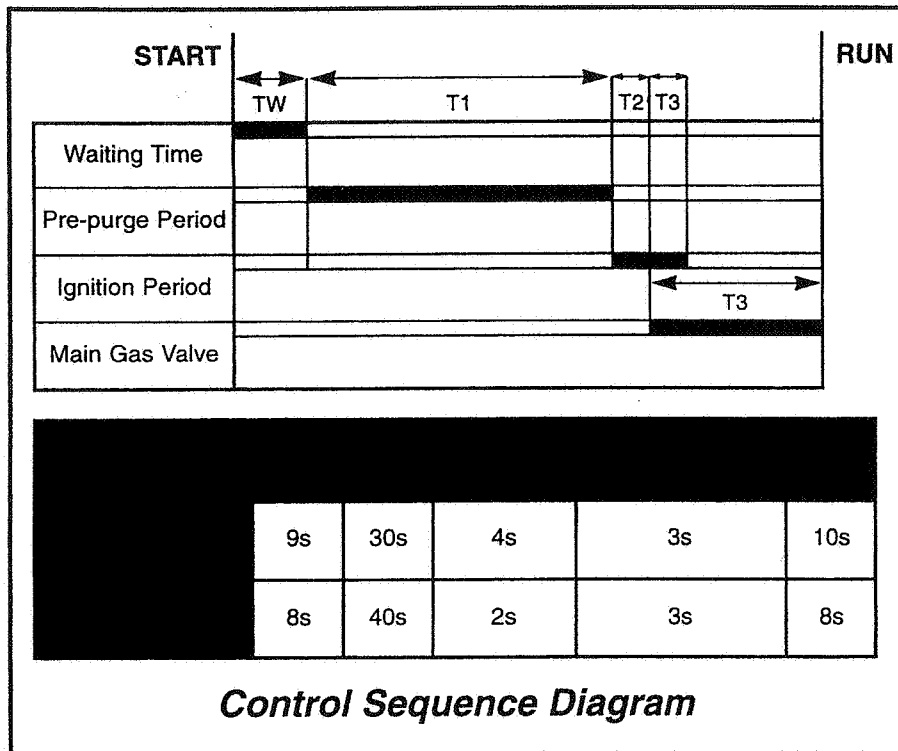 START
RUN
TW
T1
T2
T3
Waiting Time
Pre-purge Period
Ignition Period
T3
Main Gas Valve
9s 30s 4s 3s 10s
8s 40s 2s 3s 8s
Control Sequence Diagram